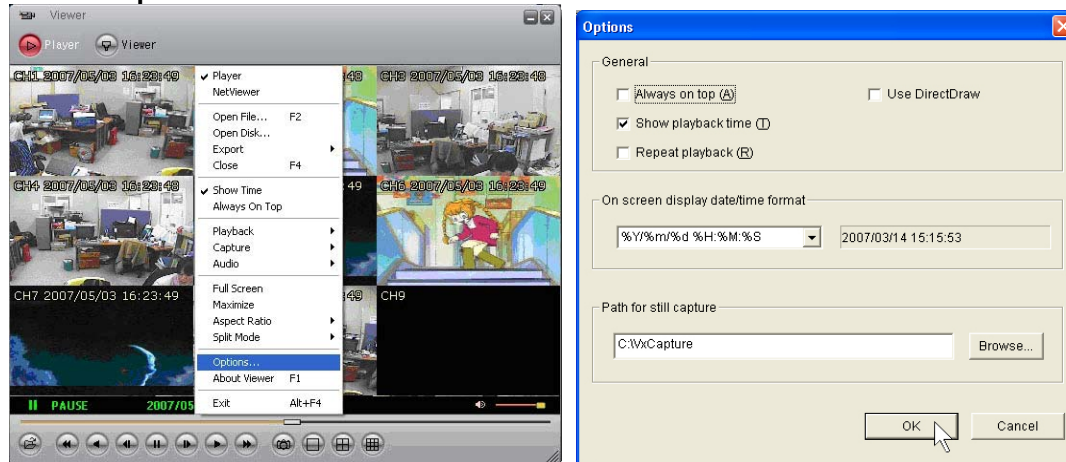 Viewer
Player Viewer
CH1 2007/05/03 16:23:49
48
CH3 2007/05/03 16:23:48
Player
NetViewer
Open File... F2
Open Disk...
Export
Close F4
CH4 2007/05/03 16:23:48
49
CH6 2007/05/03 16:23:49
Show Time
Always On Top
Playback
Capture
Audio
CH7 2007/05/03 16:23:49
49
CH9
Full Screen
Maximize
Aspect Ratio
Split Mode
Options...
About Viewer F1
Exit Alt+F4
PAUSE 2007/05
Options
General
Always on top (A)
Use DirectDraw
Show playback time (T)
Repeat playback (R)
On screen display date/time format
%Y/%m/%d %H:%M:%S
2007/03/14 15:15:53
Path for still capture
C:\VxCapture
Browse...
OK
Cancel